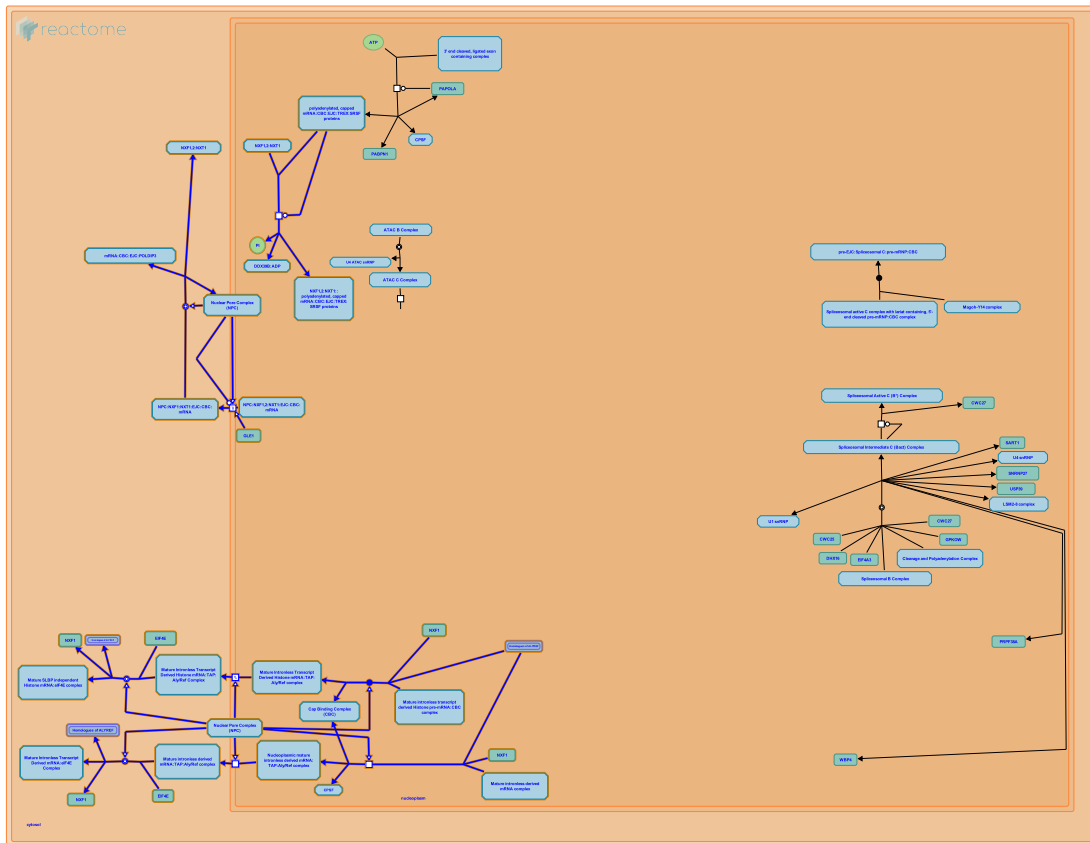 reactome
ATP
3' end cleaved, ligated exon
containing complex
PAPOLA
polyadenylated, capped
mRNA:CBC:EJC:TREX:SRSF
proteins
CPSF
PABPN1
NXF1,2:NXT1
NXF1,2:NXT1
Pi
DDX39B:ADP
mRNA:CBC:EJC:POLDIP3
ATAC B Complex
U4 ATAC snRNP
ATAC C Complex
NXF1,2 NXT1 :
polyadenylated, capped
mRNA:CBC:EJC:TREX:
SRSF proteins
Nuclear Pore Complex
(NPC)
pre-EJC: Spliceosomal C: pre-mRNP:CBC
Magoh-Y14 complex
Spliceosomal active C complex with lariat containing, 5'-
end cleaved pre-mRNP:CBC complex
NPC:NXF1:NXT1:EJC:CBC:
mRNA
NPC:NXF1,2:NXT1:EJC:CBC:
mRNA
GLE1
Spliceosomal Active C (B*) Complex
CWC27
Spliceosomal Intermediate C (Bact) Complex
SART1
U4 snRNP
SNRNP27
USP39
LSM2-8 complex
U1 snRNP
CWC27
CWC25
GPKOW
DHX16
EIF4A3
Cleavage and Polyadenylation Complex
Spliceosomal B Complex
PRPF38A
WBP4
NXF1
EIF4E
NXF1
Mature SLBP independent
Histone mRNA:eIF4E complex
Mature Intronless Transcript
Derived Histone mRNA:TAP:
Aly/Ref Complex
Mature Intronless Transcript
Derived Histone mRNA:TAP:
Aly/Ref complex
Cap Binding Complex
(CBC)
Mature intronless transcript
derived Histone pre-mRNA:CBC
complex
Nuclear Pore Complex
(NPC)
Homologues of ALYREF
Mature Intronless Transcript
Derived mRNA:eIF4E
Complex
Mature intronless derived
mRNA:TAP:Aly/Ref complex
Nucleoplasmic mature
intronless derived mRNA:
TAP:Aly/Ref complex
NXF1
Mature intronless derived
mRNA complex
CPSF
NXF1
EIF4E
nucleoplasm
cytosol